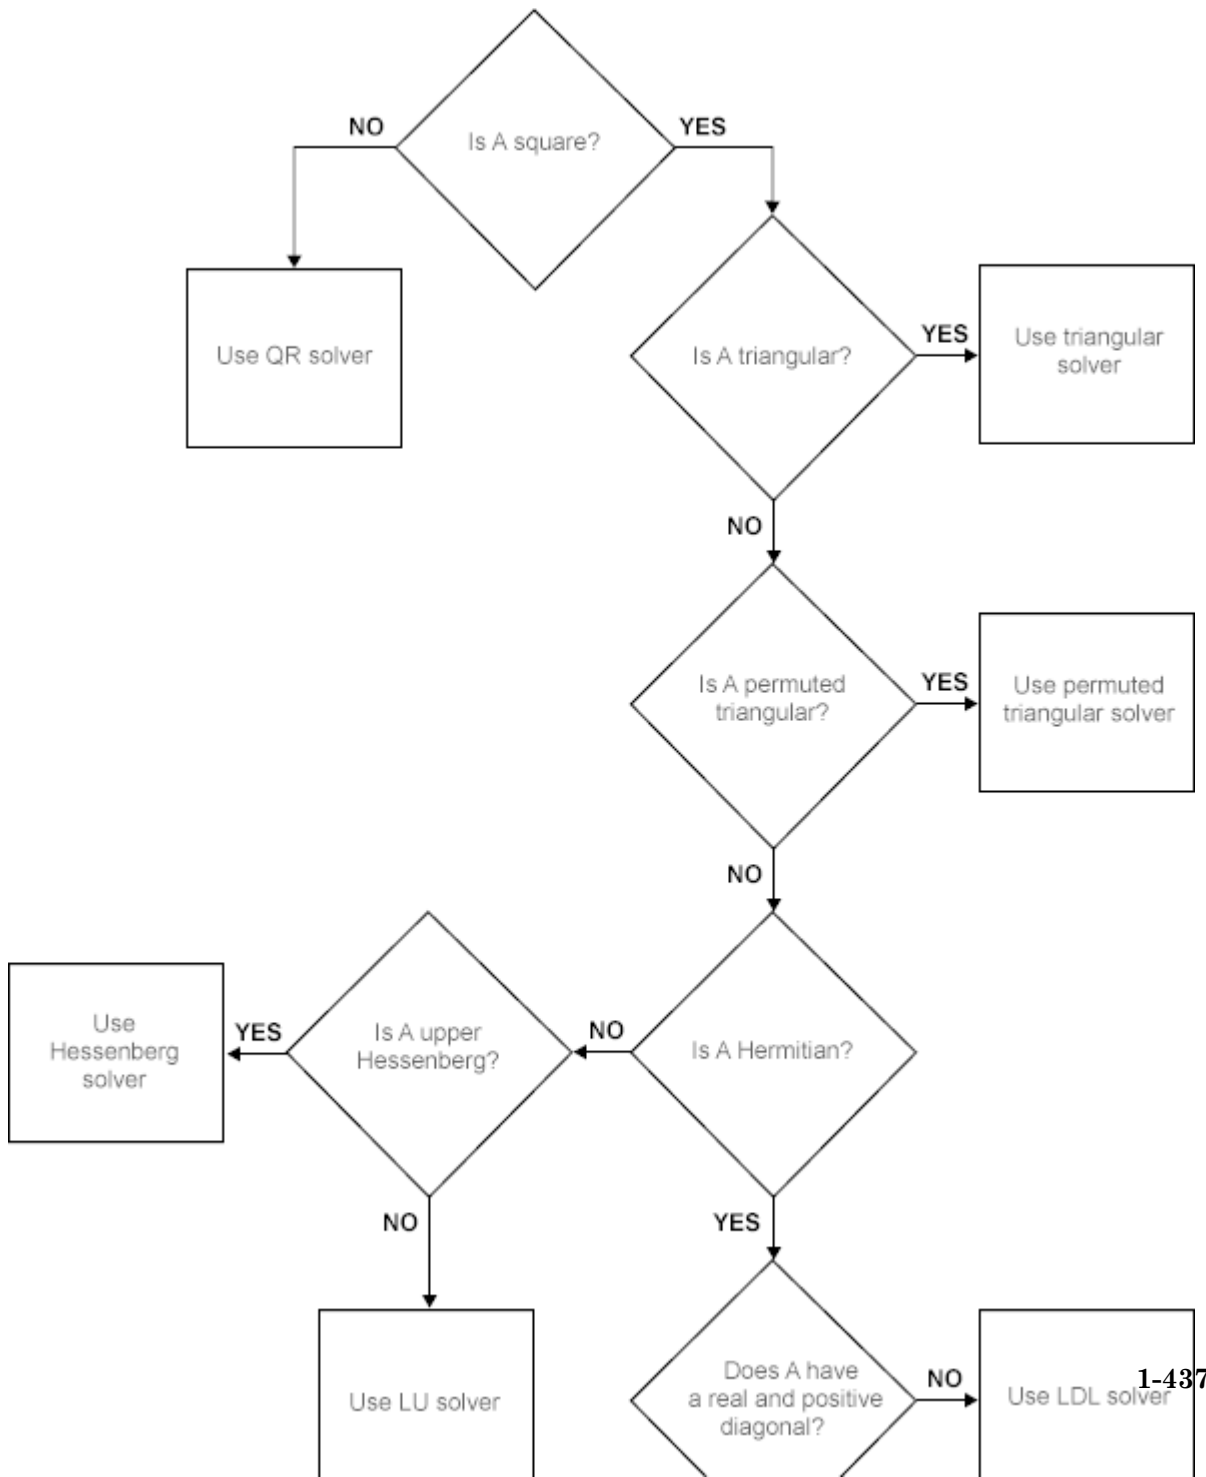 NO
Is A square?
YES
Use QR solver
Is A triangular?
YES
Use triangular
solver
NO
Is A permuted
triangular?
YES
Use permuted
triangular solver
NO
Use
Hessenberg
solver
YES
Is A upper
Hessenberg?
NO
Is A Hermitian?
NO
YES
Use LU solver
Does A have
a real and positive
diagonal?
NO
Use LDL solver
1-437